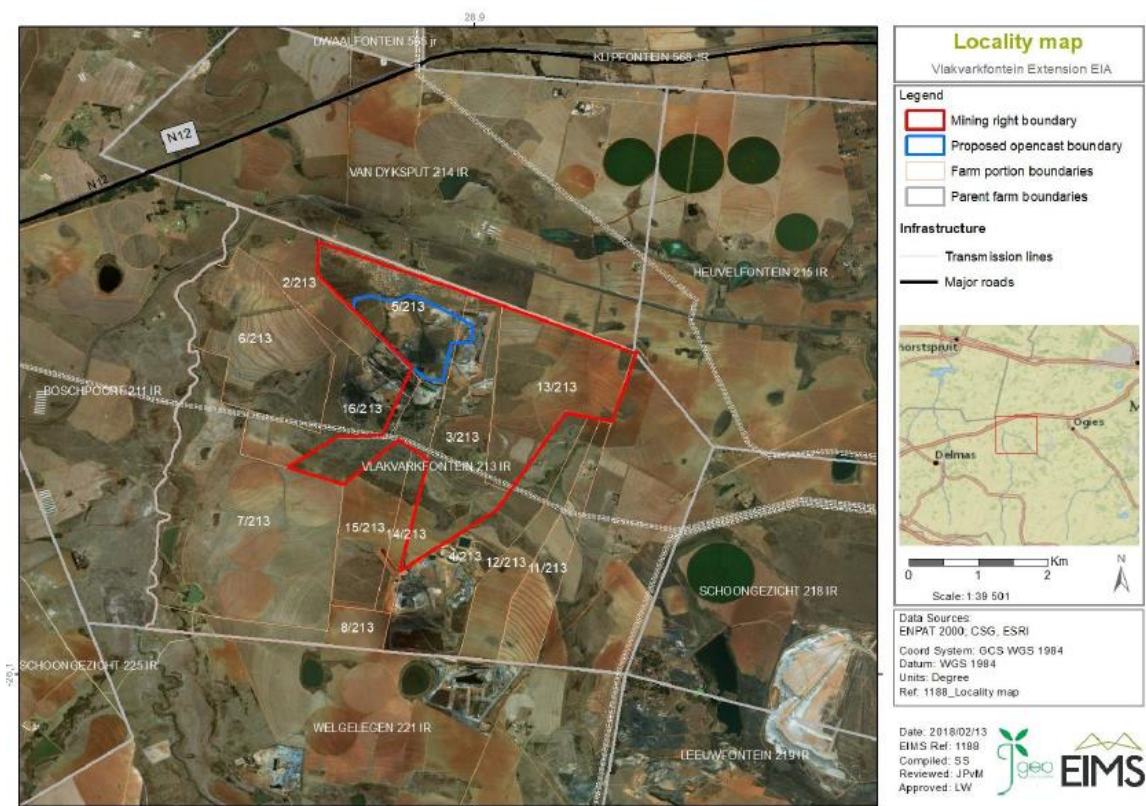 28,9
DWAALFONTEIN 565 jr
KLIPFONTEIN 568 JR
N12
N12
VAN DYKSPUT 214 IR
HEUVELFONTEIN 215 IR
2/213
5/213
6/213
13/213
BOSCHPOORT 211 IR
16/213
3/213
VLAKVARKFONTEIN 213 IR
7/213
15/213
14/213
4/213
12/213
11/213
SCHOONGEZICHT 218 IR
8/213
SCHOONGEZICHT 225 IR
-26,1
WELGELEGEN 221 IR
LEEUWFONTEIN 219 IR
Locality map
Vlakvarkfontein Extension EIA
Legend
Mining right boundary
Proposed opencast boundary
Farm portion boundaries
Parent farm boundaries
Infrastructure
Transmission lines
Major roads
horstspruit
M
Ogies
Delmas
Km
0 1 2
N
Scale: 1:39 501
Data Sources:
ENPAT 2000, CSG, ESRI
Coord System: GCS WGS 1984
Datum: WGS 1984
Units: Degree
Ref: 1188_Locality map
Date: 2018/02/13
EIMS Ref: 1188
Compiled: SS
Reviewed: JPvM
Approved: LW
geo
EIMS